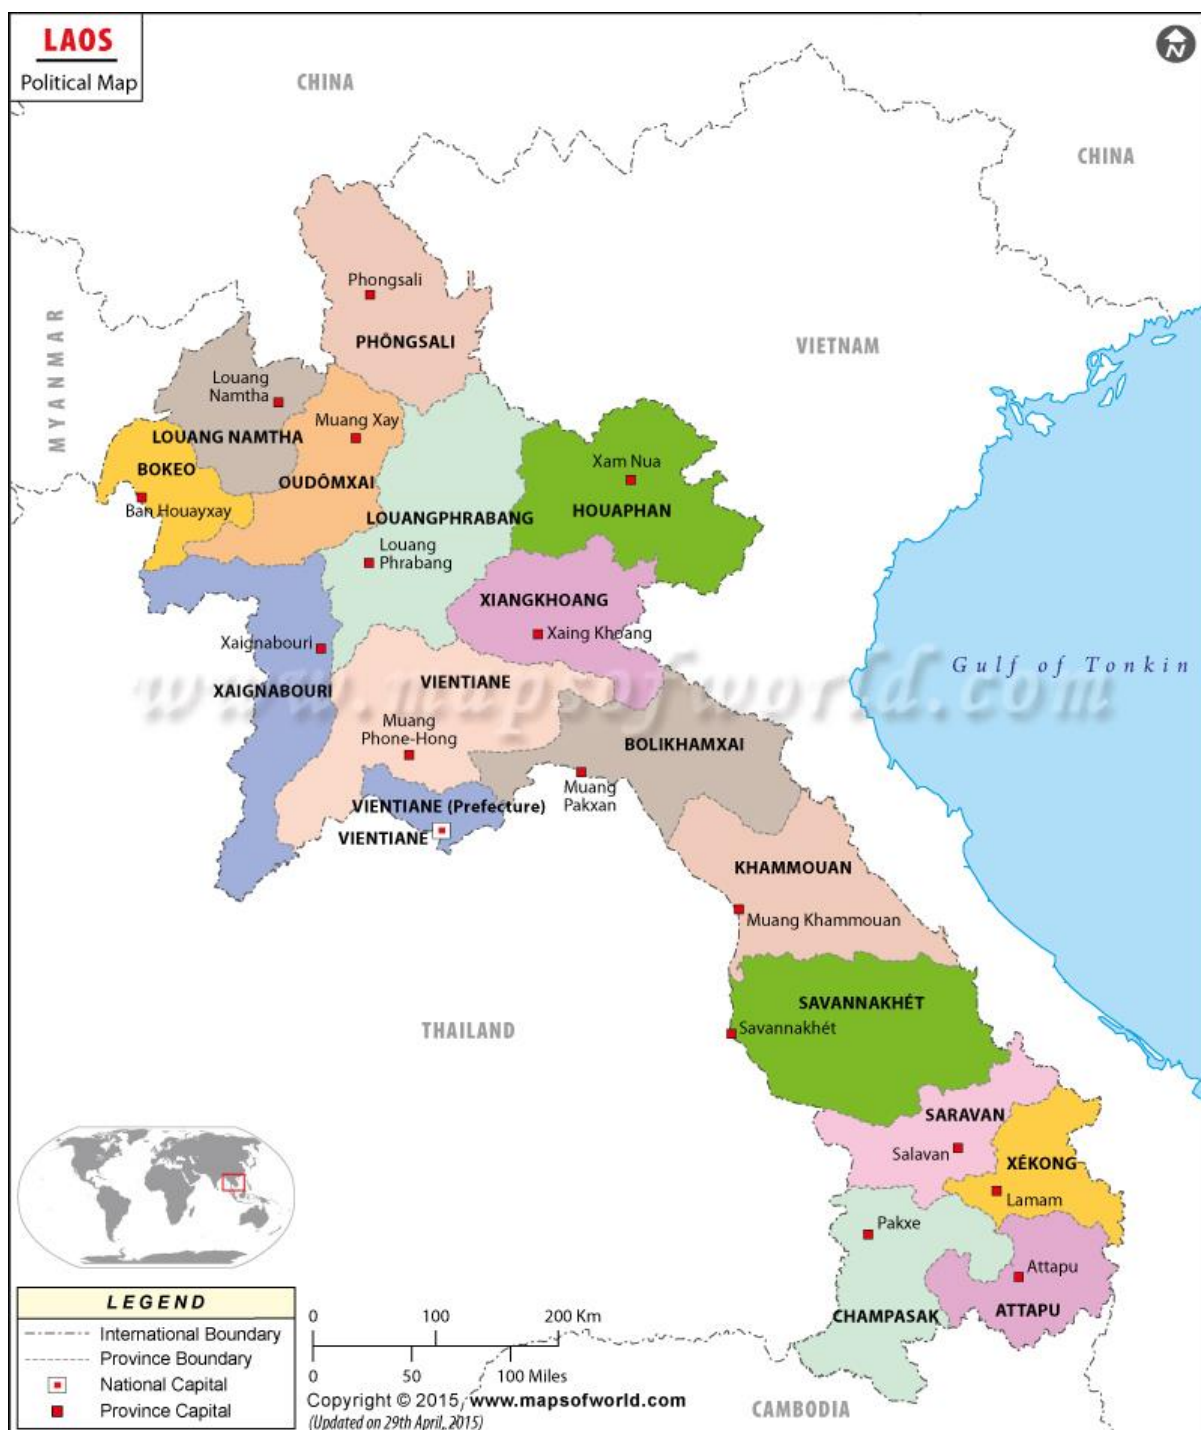 LAOS
Political Map
N
CHINA
CHINA
MYANMAR
VIETNAM
Phongsali
PHÔNGSALI
Louang
Namtha
LOUANG NAMTHA
Muang Xay
OUDÔMXAI
BOKEO
Ban Houayxay
LOUANGPHRABANG
Louang
Phrabang
Xam Nua
HOUAPHAN
XIANGKHOANG
Xaing Khoang
Xaignabouri
XAIGNABOURI
VIENTIANE
Muang
Phone-Hong
Gulf of Tonkin
www.mapsofworld.com
BOLIKHAMXAI
Muang
Pakxan
VIENTIANE (Prefecture)
VIENTIANE
KHAMMOUAN
Muang Khammouan
SAVANNAKHÉT
Savannakhét
THAILAND
SARAVAN
Salavan
XÉKONG
Lamam
Pakxe
Attapu
ATTAPU
CHAMPASAK
CAMBODIA
LEGEND
International Boundary
Province Boundary
National Capital
Province Capital
0 100 200 Km
0 50 100 Miles
Copyright © 2015, www.mapsofworld.com
(Updated on 29th April, 2015)